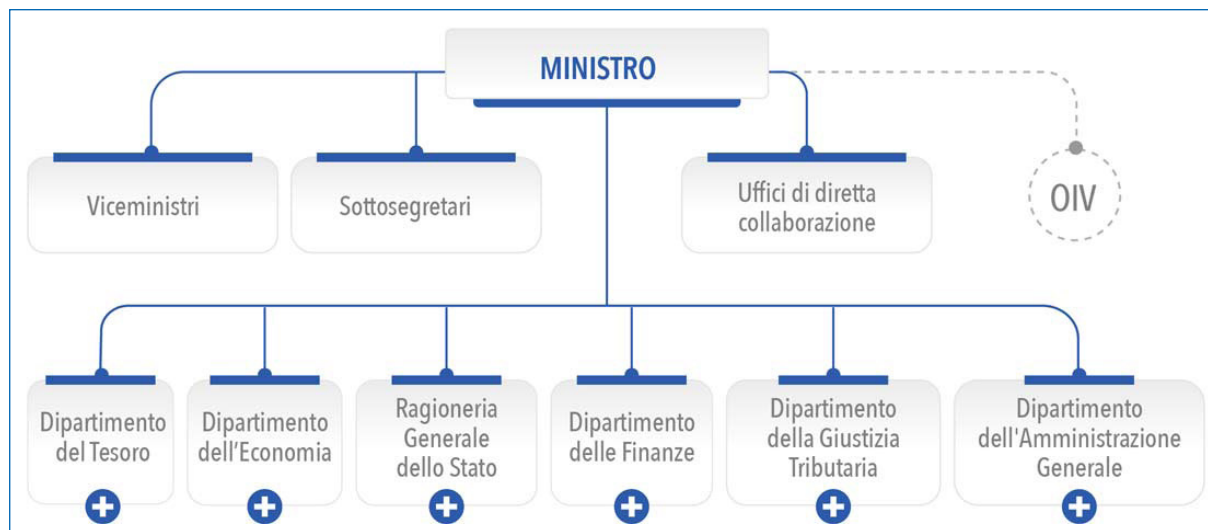 MINISTRO
Viceministri
Sottosegretari
Uffici di diretta
collaborazione
OIV
Dipartimento
del Tesoro
Dipartimento
dell’Economia
Ragioneria
Generale
dello Stato
Dipartimento
delle Finanze
Dipartimento
della Giustizia
Tributaria
Dipartimento
dell'Amministrazione
Generale